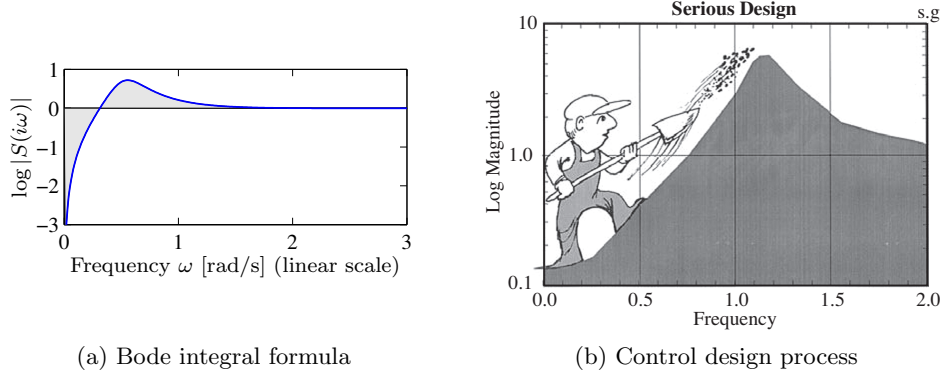 1
0
−1
−2
−3
log |S(iω)|
0
1
2
3
Frequency ω [rad/s] (linear scale)
(a) Bode integral formula
Serious Design
s.g
10
1.0
0.1
Log Magnitude
0.0
0.5
1.0
1.5
2.0
Frequency
(b) Control design process